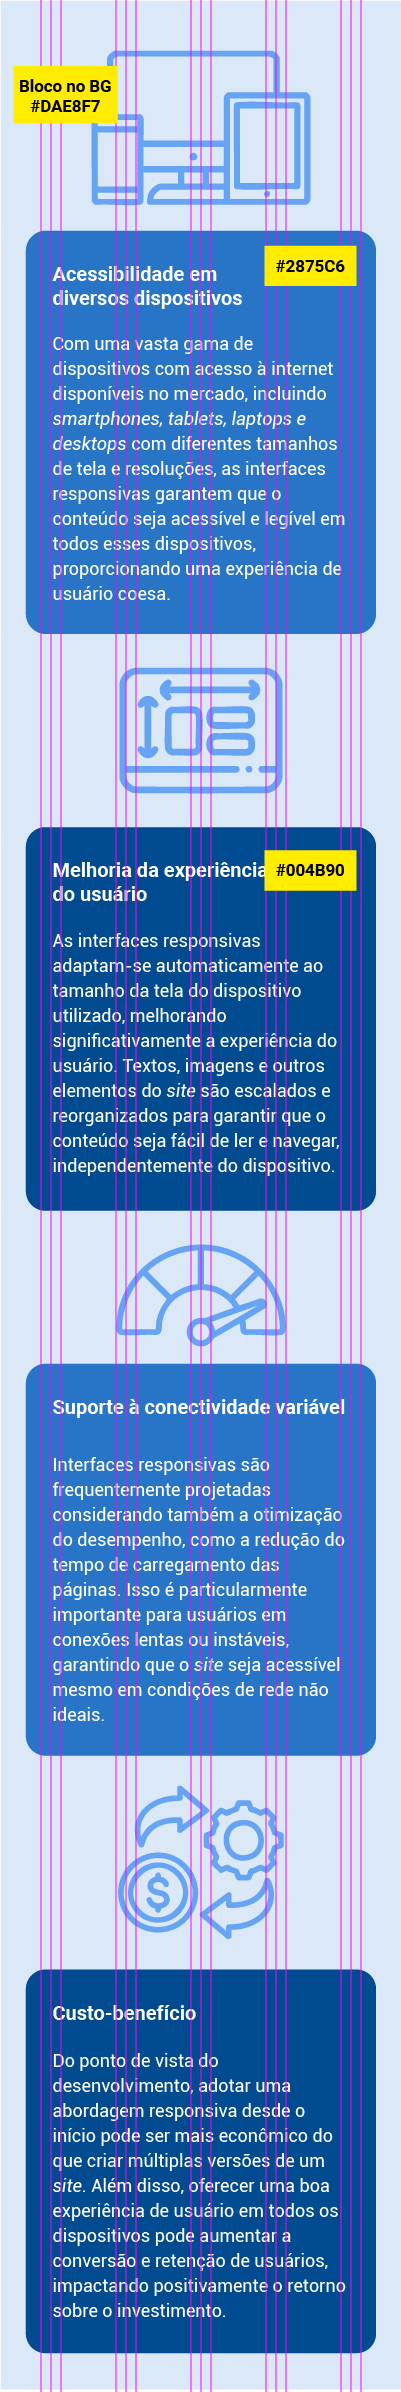 Bloco no BG
#DAE8F7
Acessibilidade em
diversos dispositivos
#2875C6
Com uma vasta gama de
dispositivos com acesso à internet
disponíveis no mercado, incluindo
smartphones, tablets, laptops e
desktops com diferentes tamanhos
de tela e resoluções, as interfaces
responsivas garantem que o
conteúdo seja acessível e legível em
todos esses dispositivos,
proporcionando uma experiência de
usuário coesa.
Melhoria da experiência
do usuário
#004B90
As interfaces responsivas
adaptam-se automaticamente ao
tamanho da tela do dispositivo
utilizado, melhorando
significativamente a experiência do
usuário. Textos, imagens e outros
elementos do site são escalados e
reorganizados para garantir que o
conteúdo seja fácil de ler e navegar,
independentemente do dispositivo.
Suporte à conectividade variável
Interfaces responsivas são
frequentemente projetadas
considerando também a otimização
do desempenho, como a redução do
tempo de carregamento das
páginas. Isso é particularmente
importante para usuários em
conexões lentas ou instáveis,
garantindo que o site seja acessível
mesmo em condições de rede não
ideais.
$
Custo-benefício
Do ponto de vista do
desenvolvimento, adotar uma
abordagem responsiva desde o
início pode ser mais econômico do
que criar múltiplas versões de um
site. Além disso, oferecer uma boa
experiência de usuário em todos os
dispositivos pode aumentar a
conversão e retenção de usuários,
impactando positivamente o retorno
sobre o investimento.